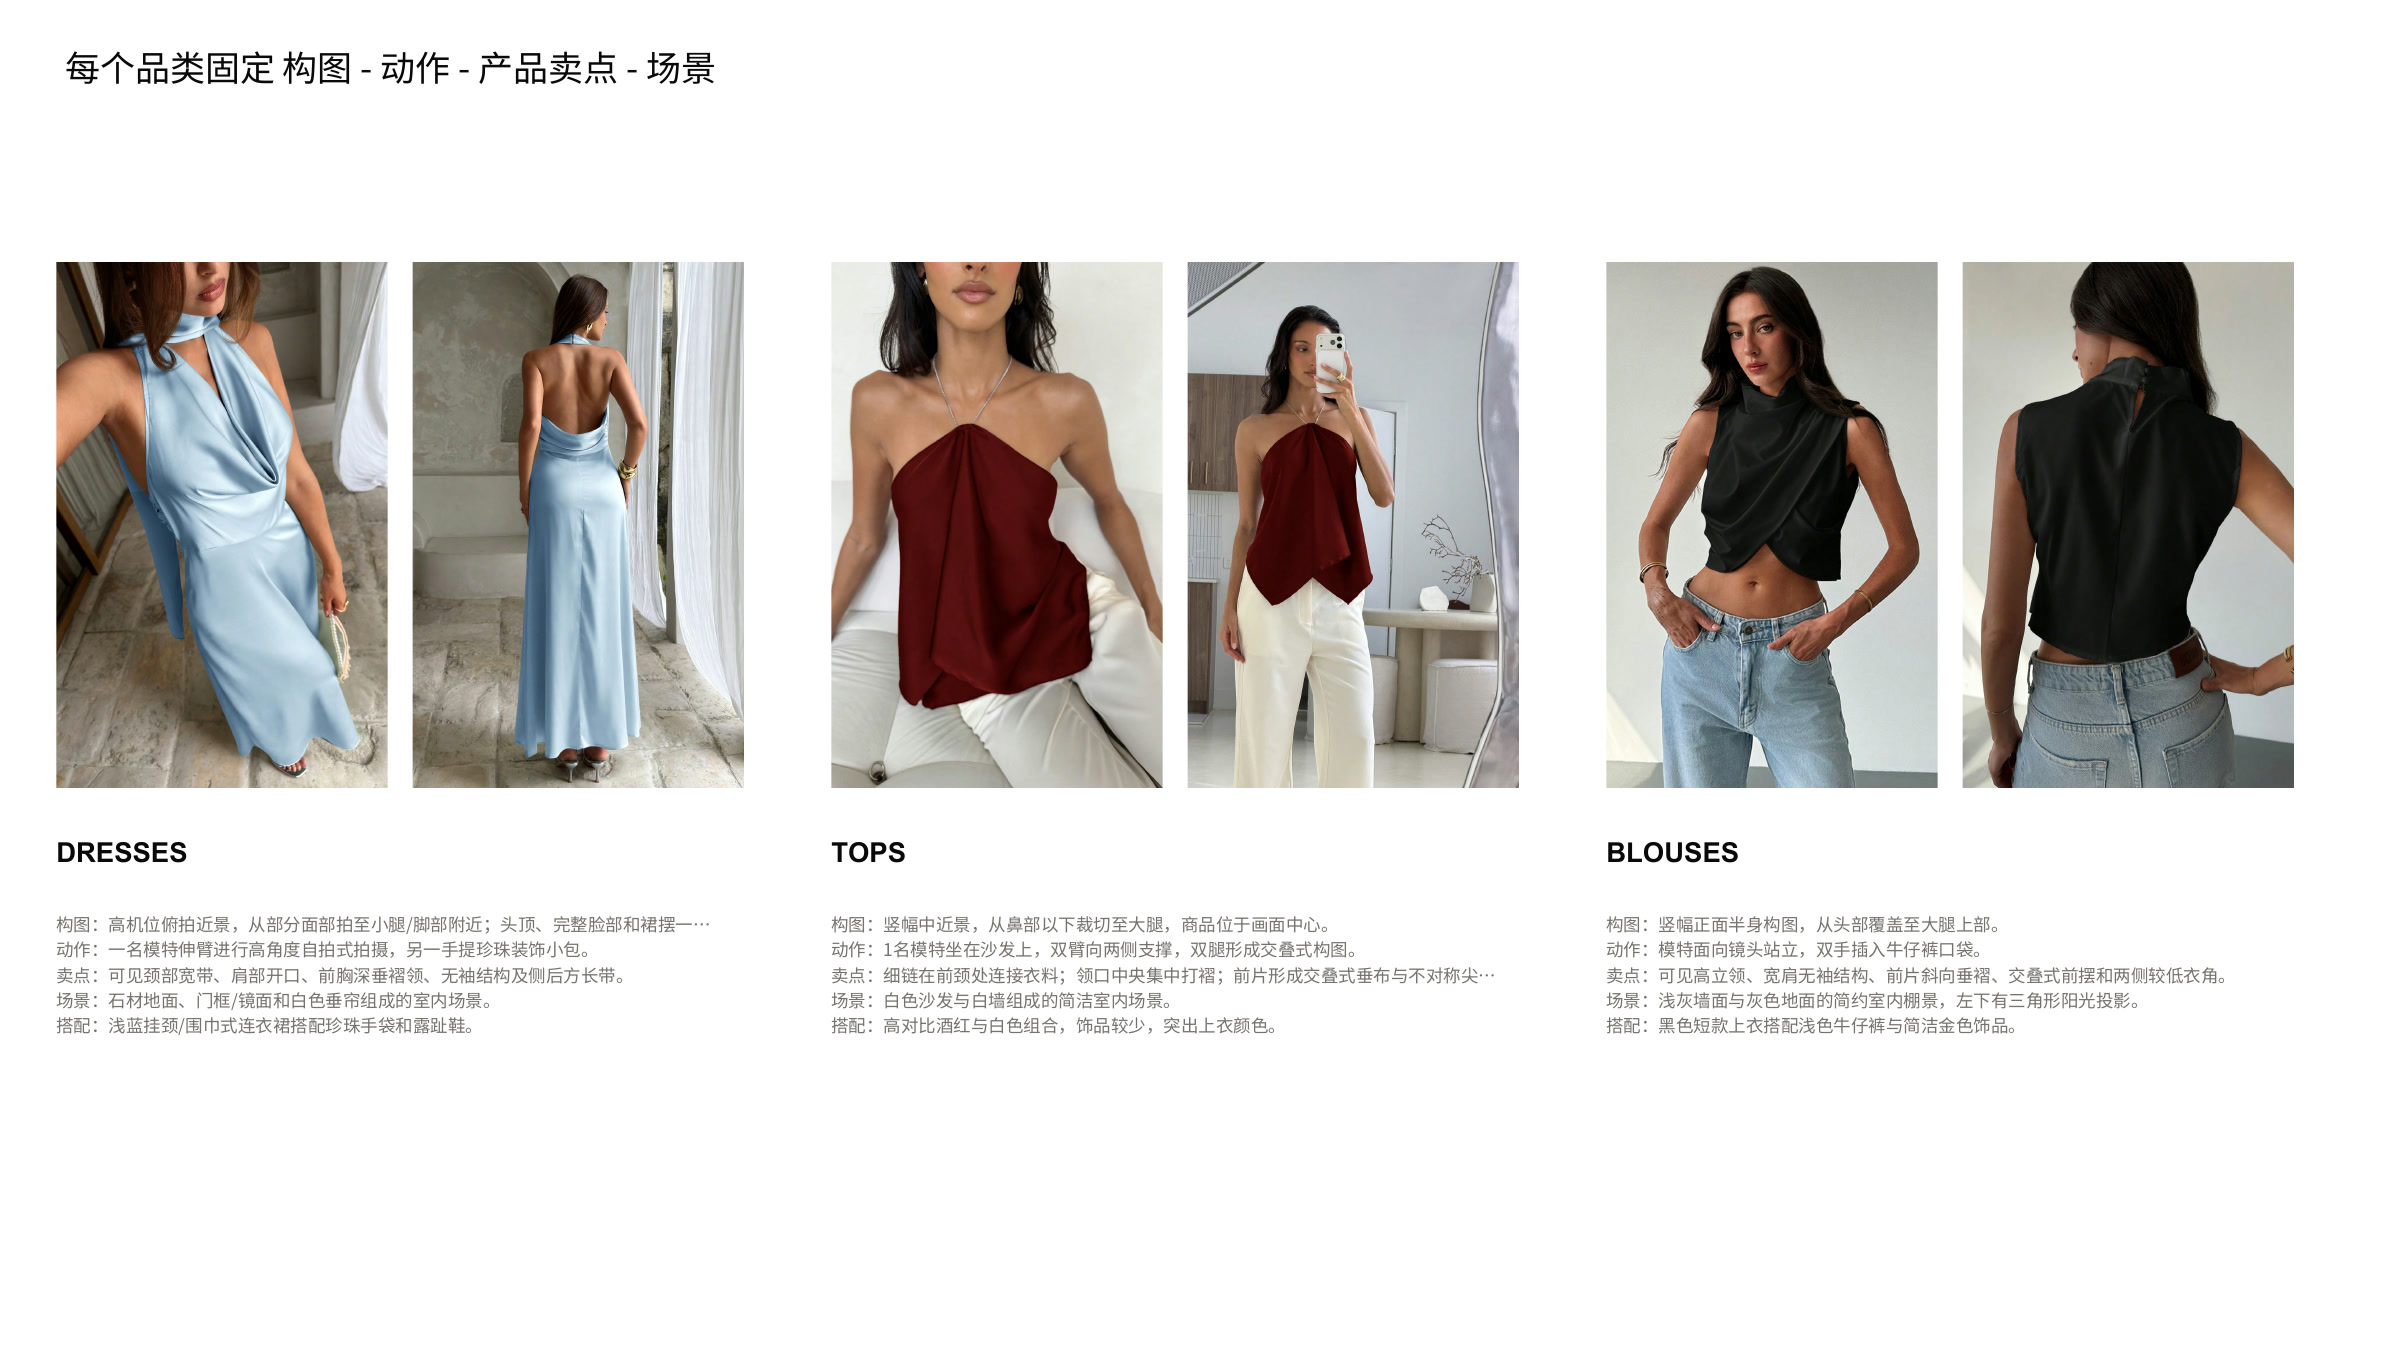 每个品类固定 构图 - 动作 - 产品卖点 - 场景
DRESSES
构图：高机位俯拍近景，从部分面部拍至小腿/脚部附近；头顶、完整脸部和裙摆一…
动作：一名模特伸臂进行高角度自拍式拍摄，另一手提珍珠装饰小包。
卖点：可见颈部宽带、肩部开口、前胸深垂褶领、无袖结构及侧后方长带。
场景：石材地面、门框/镜面和白色垂帘组成的室内场景。
搭配：浅蓝挂颈/围巾式连衣裙搭配珍珠手袋和露趾鞋。
TOPS
构图：竖幅中近景，从鼻部以下裁切至大腿，商品位于画面中心。
动作：1名模特坐在沙发上，双臂向两侧支撑，双腿形成交叠式构图。
卖点：细链在前颈处连接衣料；领口中央集中打褶；前片形成交叠式垂布与不对称尖…
场景：白色沙发与白墙组成的简洁室内场景。
搭配：高对比酒红与白色组合，饰品较少，突出上衣颜色。
BLOUSES
构图：竖幅正面半身构图，从头部覆盖至大腿上部。
动作：模特面向镜头站立，双手插入牛仔裤口袋。
卖点：可见高立领、宽肩无袖结构、前片斜向垂褶、交叠式前摆和两侧较低衣角。
场景：浅灰墙面与灰色地面的简约室内棚景，左下有三角形阳光投影。
搭配：黑色短款上衣搭配浅色牛仔裤与简洁金色饰品。